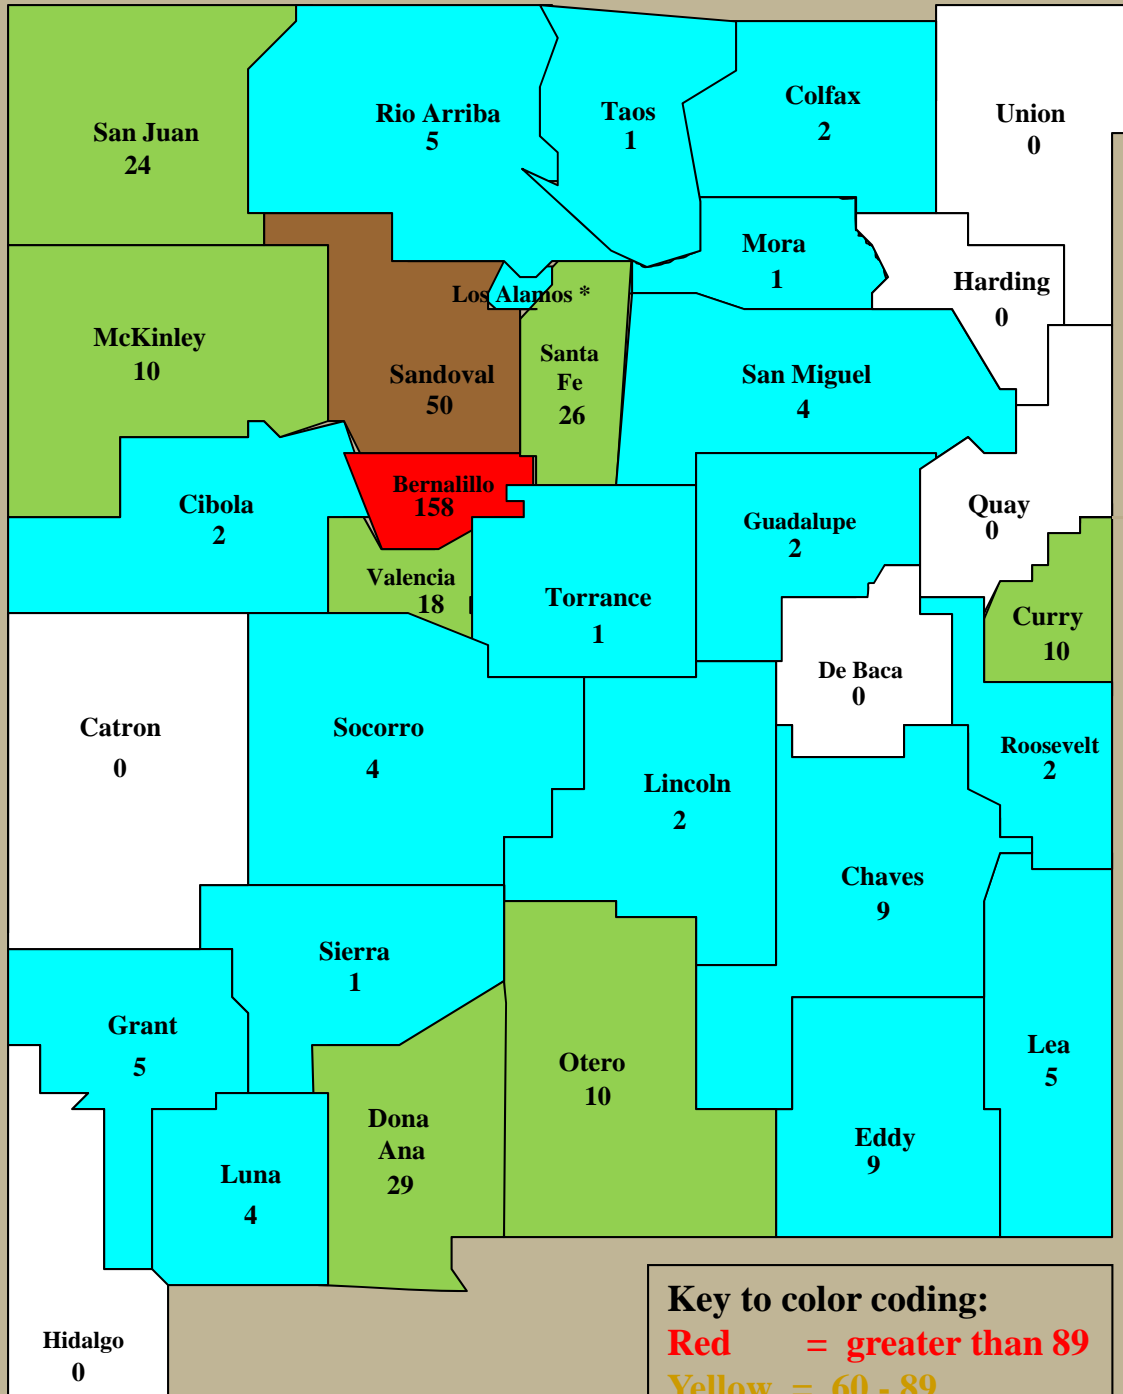 San Juan
24
Rio Arriba
5
Taos
1
Colfax
2
Union
0
Mora
1
Harding
0
Los Alamos *
McKinley
10
Sandoval
50
Santa
Fe
26
San Miguel
4
Bernalillo
158
Cibola
2
Guadalupe
2
Quay
0
Valencia
18
Torrance
1
Curry
10
De Baca
0
Catron
0
Socorro
4
Roosevelt
2
Lincoln
2
Chaves
9
Sierra
1
Grant
5
Otero
10
Lea
5
Dona
Ana
29
Eddy
9
Luna
4
Hidalgo
0
Key to color coding:
Red = greater than 89
Yellow = 60 - 89